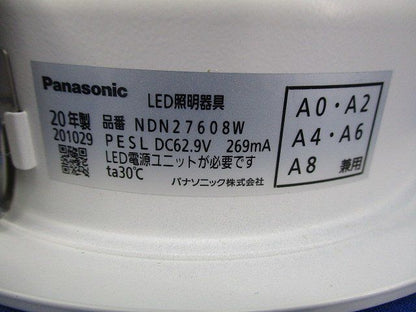 Panasonic LED照明器具
20年製 品番 NDN27608W
201029 PESL DC62.9V 269mA
LED電源ユニットが必要です
ta30℃
パナソニック株式会社
A0・A2
A4・A6
A8 兼用